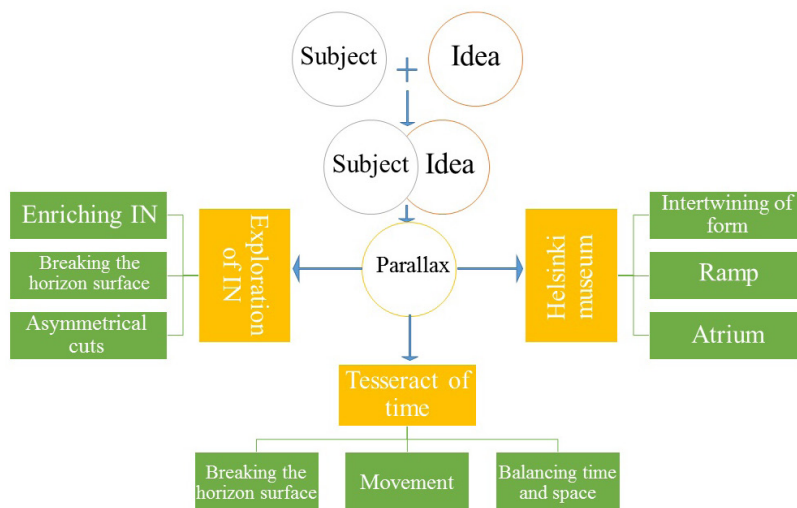 Subject
Idea
Subject
Idea
Parallax
Exploration
of IN
Enriching IN
Breaking the
horizon surface
Asymmetrical
cuts
Helsinki
museum
Intertwining of
form
Ramp
Atrium
Tesseract of
time
Breaking the
horizon surface
Movement
Balancing time
and space